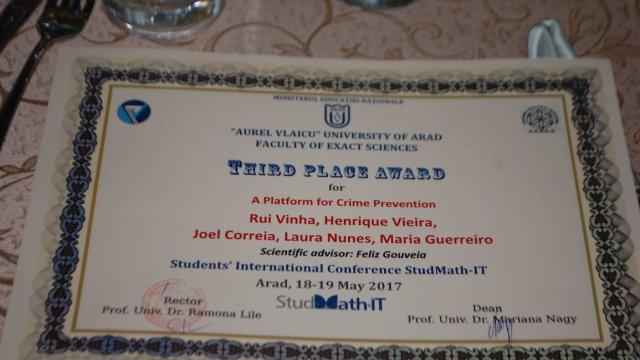 MINISTERUL EDUCAȚIEI NAȚIONALE
"AUREL VLAICU" UNIVERSITY OF ARAD
FACULTY OF EXACT SCIENCES
THIRD PLACE AWARD
for
A Platform for Crime Prevention
Rui Vinha, Henrique Vieira,
Joel Correia, Laura Nunes, Maria Guerreiro
Scientific advisor: Feliz Gouveia
Students' International Conference StudMath-IT
Arad, 18-19 May 2017
StudMath-IT
Rector
Prof. Univ. Dr. Ramona Lile
Dean
Prof. Univ. Dr. Mariana Nagy